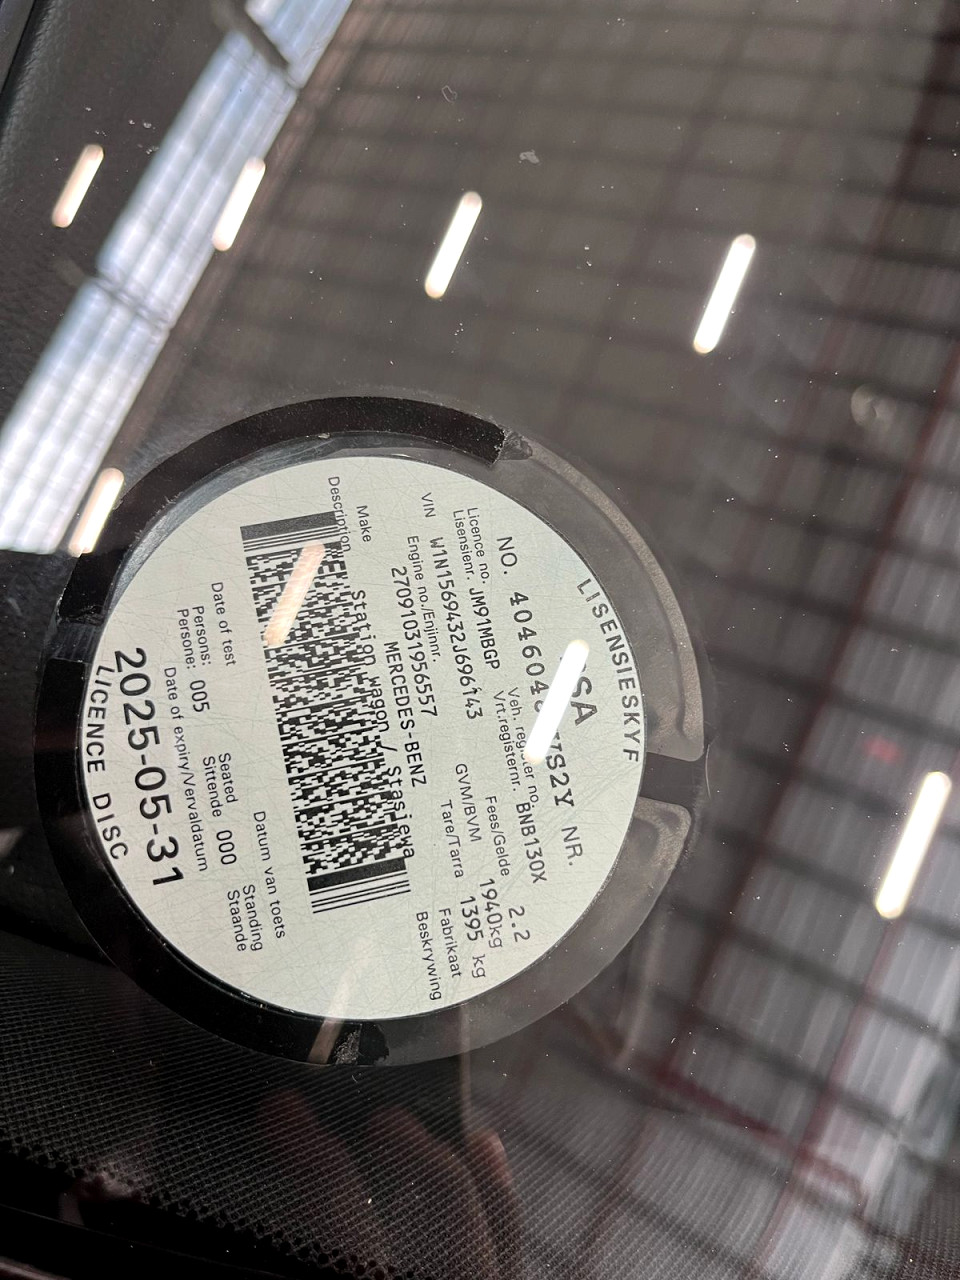 LISENSIESKYF
NO. 404604 NR.
Licence no. Veh. register no.
Lisensienr. JM91MBGP Vrt.registernr. BNB130X
VIN W1N1569432J696143 Fees/Gelde 2.2
Engine no./Enjinnr. GVM/BVM 1940kg
27091031956557 Tare/Tarra 1395 kg
Make MERCEDES-BENZ Fabrikaat
Description Station wagon / Stasiewa Beskrywing
Date of test Datum van toets
Persons: Seated Standing
Persone: 005 Sittende 000 Staande
Date of expiry/Vervaldatum
2025-05-31
LICENCE DISC